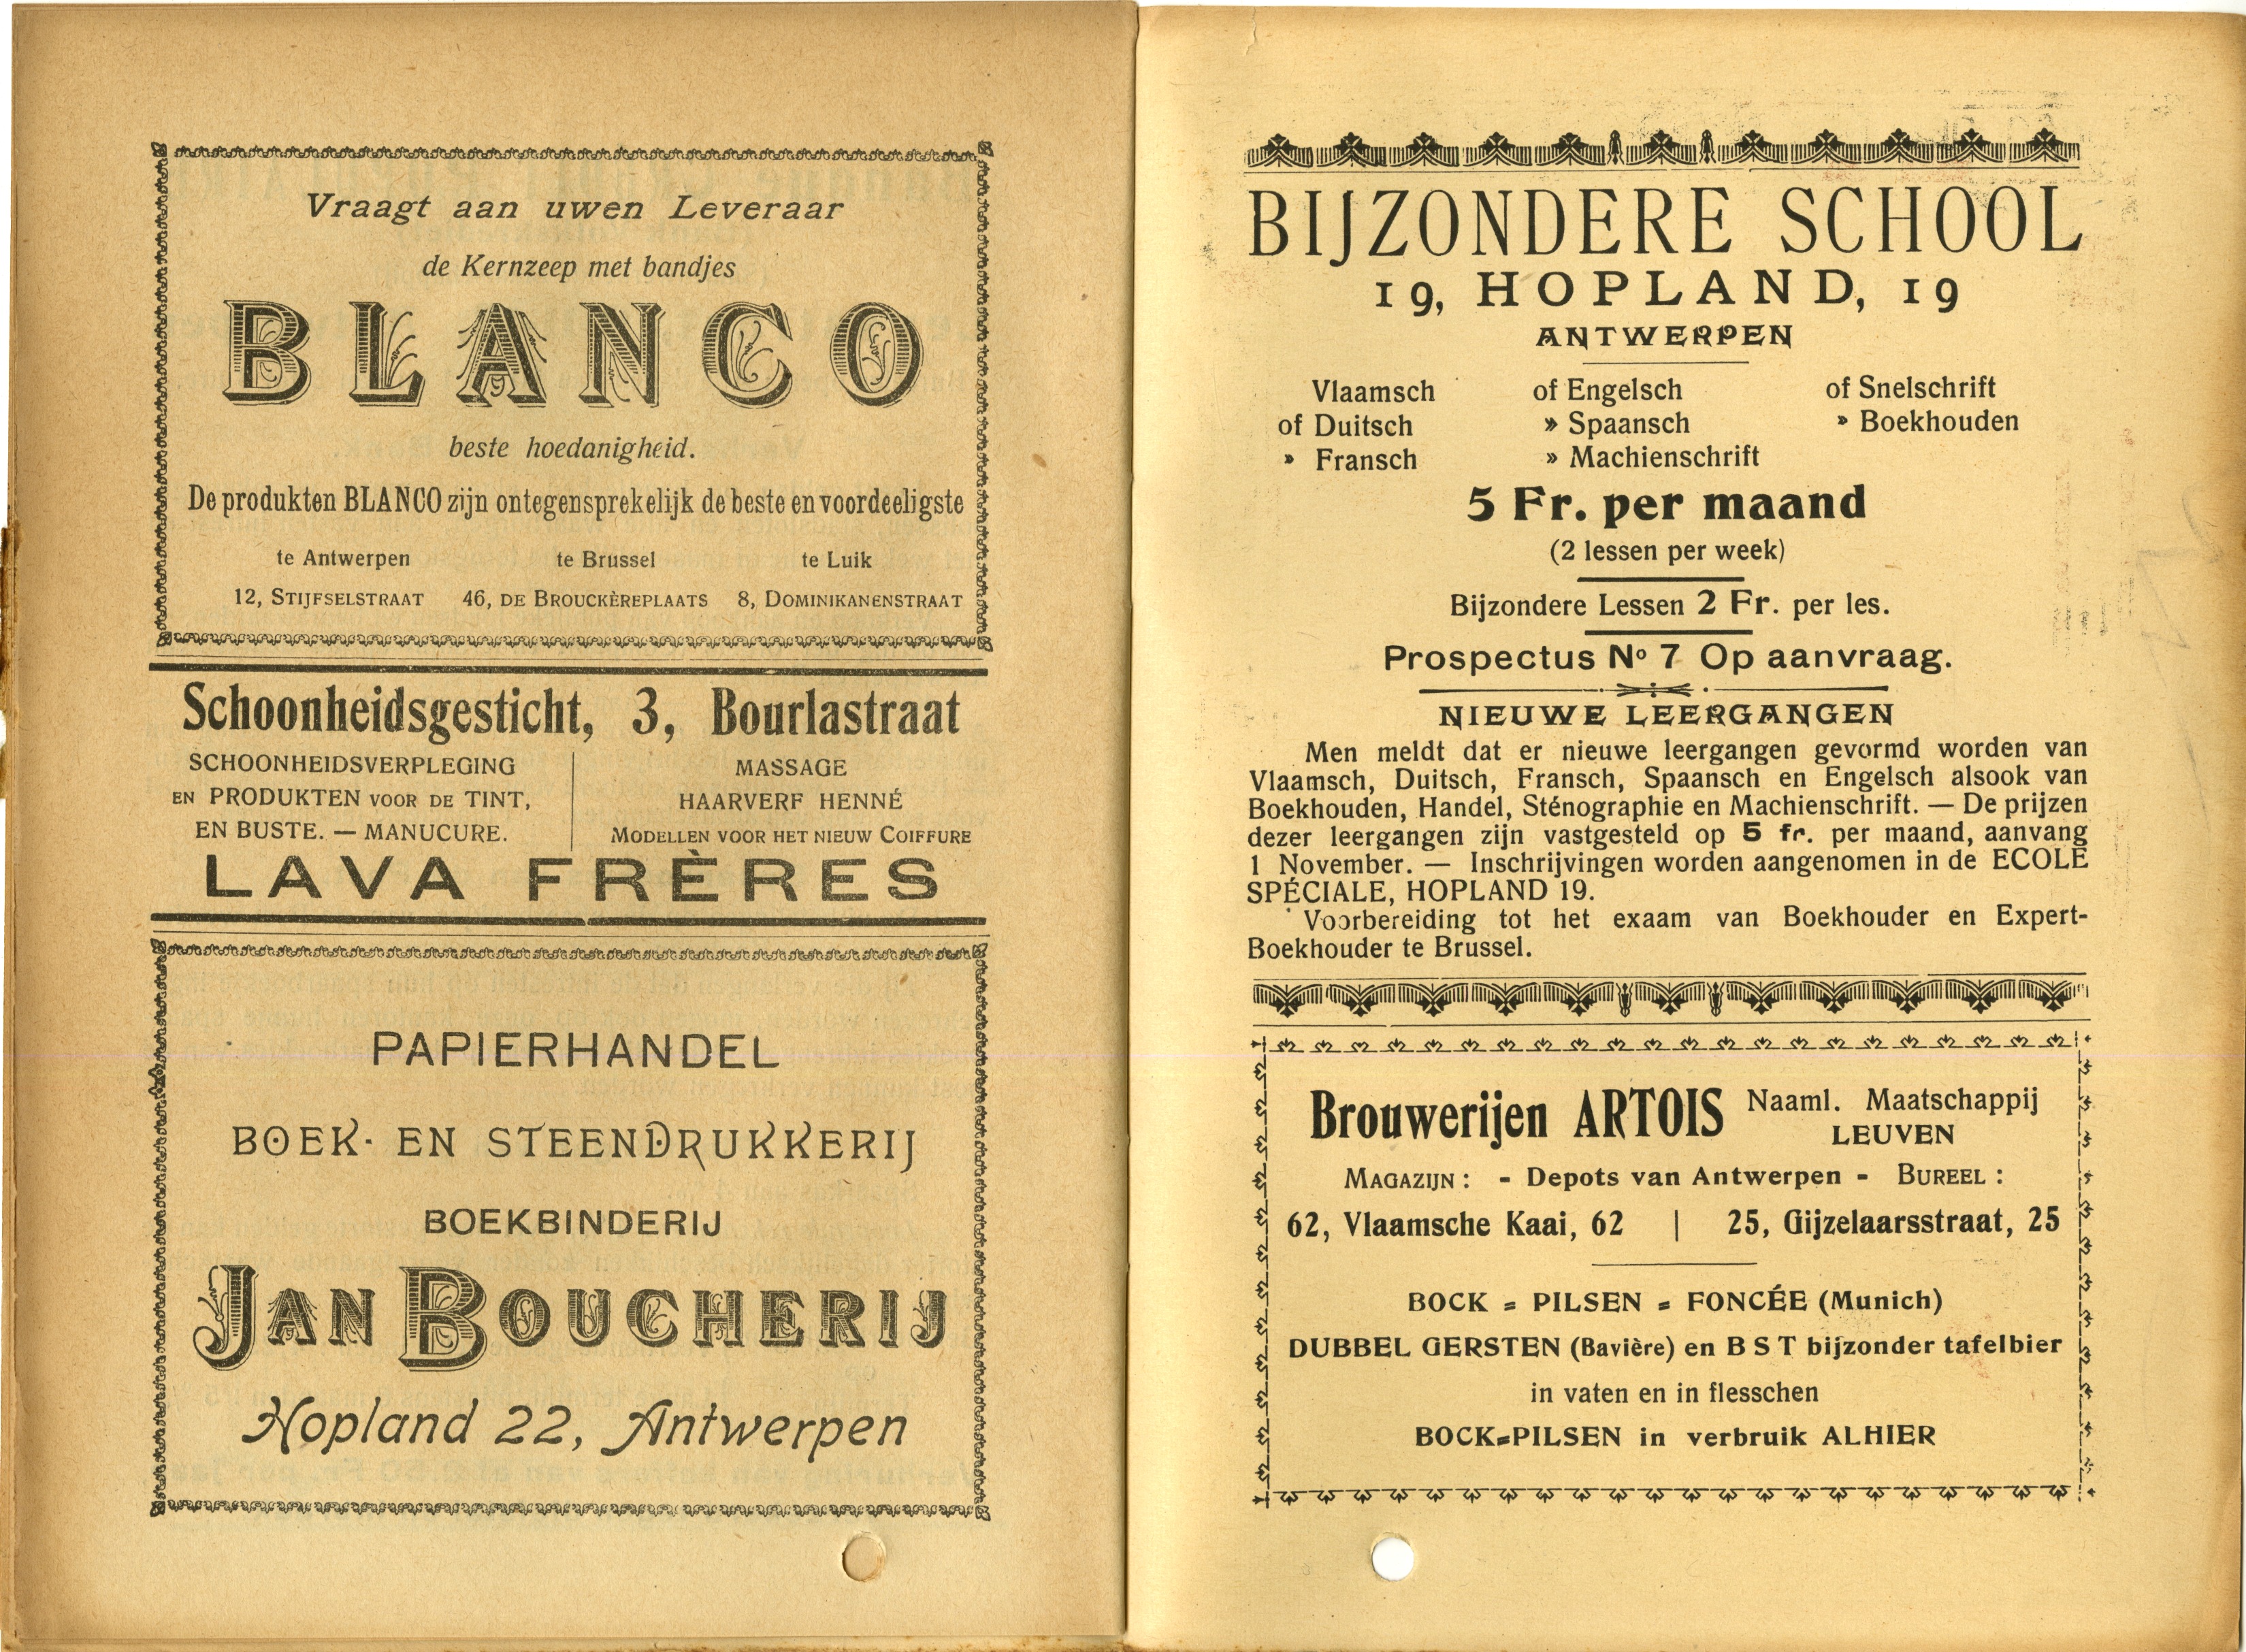 Vraagt aan uwen Leveraar
de Kernzeep met bandjes
BLANCO
beste hoedanigheid.
De produkten BLANCO zijn ontegensprekelijk de beste en voordeeligste
te Antwerpen te Brussel te Luik
12, STIJFSELSTRAAT 46, DE BROUCKÈREPLAATS 8, DOMINIKANENSTRAAT
Schoonheidsgesticht, 3, Bourlastraat
SCHOONHEIDSVERPLEGING
EN PRODUKTEN VOOR DE TINT,
EN BUSTE. — MANUCURE.
MASSAGE
HAARVERF HENNÉ
MODELLEN VOOR HET NIEUW COIFFURE
LAVA FRÈRES
PAPIERHANDEL
BOEK- EN STEENDRUKKERIJ
BOEKBINDERIJ
JAN BOUCHERIJ
Hopland 22, Antwerpen
BIJZONDERE SCHOOL
19, HOPLAND, 19
ANTWERPEN
Vlaamsch of Engelsch of Snelschrift
of Duitsch » Spaansch » Boekhouden
» Fransch » Machienschrift
5 Fr. per maand
(2 lessen per week)
Bijzondere Lessen 2 Fr. per les.
Prospectus No 7 Op aanvraag.
NIEUWE LEERGANGEN
Men meldt dat er nieuwe leergangen gevormd worden van
Vlaamsch, Duitsch, Fransch, Spaansch en Engelsch alsook van
Boekhouden, Handel, Sténographie en Machienschrift. — De prijzen
dezer leergangen zijn vastgesteld op 5 fr. per maand, aanvang
1 November. — Inschrijvingen worden aangenomen in de ECOLE
SPÉCIALE, HOPLAND 19.
Voorbereiding tot het exaam van Boekhouder en Expert-
Boekhouder te Brussel.
Brouwerijen ARTOIS Naaml. Maatschappij
LEUVEN
MAGAZIJN : - Depots van Antwerpen - BUREEL :
62, Vlaamsche Kaai, 62 | 25, Gijzelaarsstraat, 25
BOCK = PILSEN = FONCÉE (Munich)
DUBBEL GERSTEN (Bavière) en B S T bijzonder tafelbier
in vaten en in flesschen
BOCK=PILSEN in verbruik ALHIER